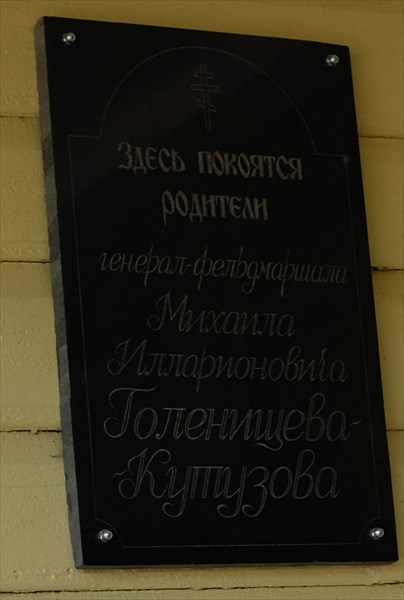 Здесь покоятся
родители
генерал-фельдмаршала
Михаила
Илларионовича
Голенищева-
-Кутузова